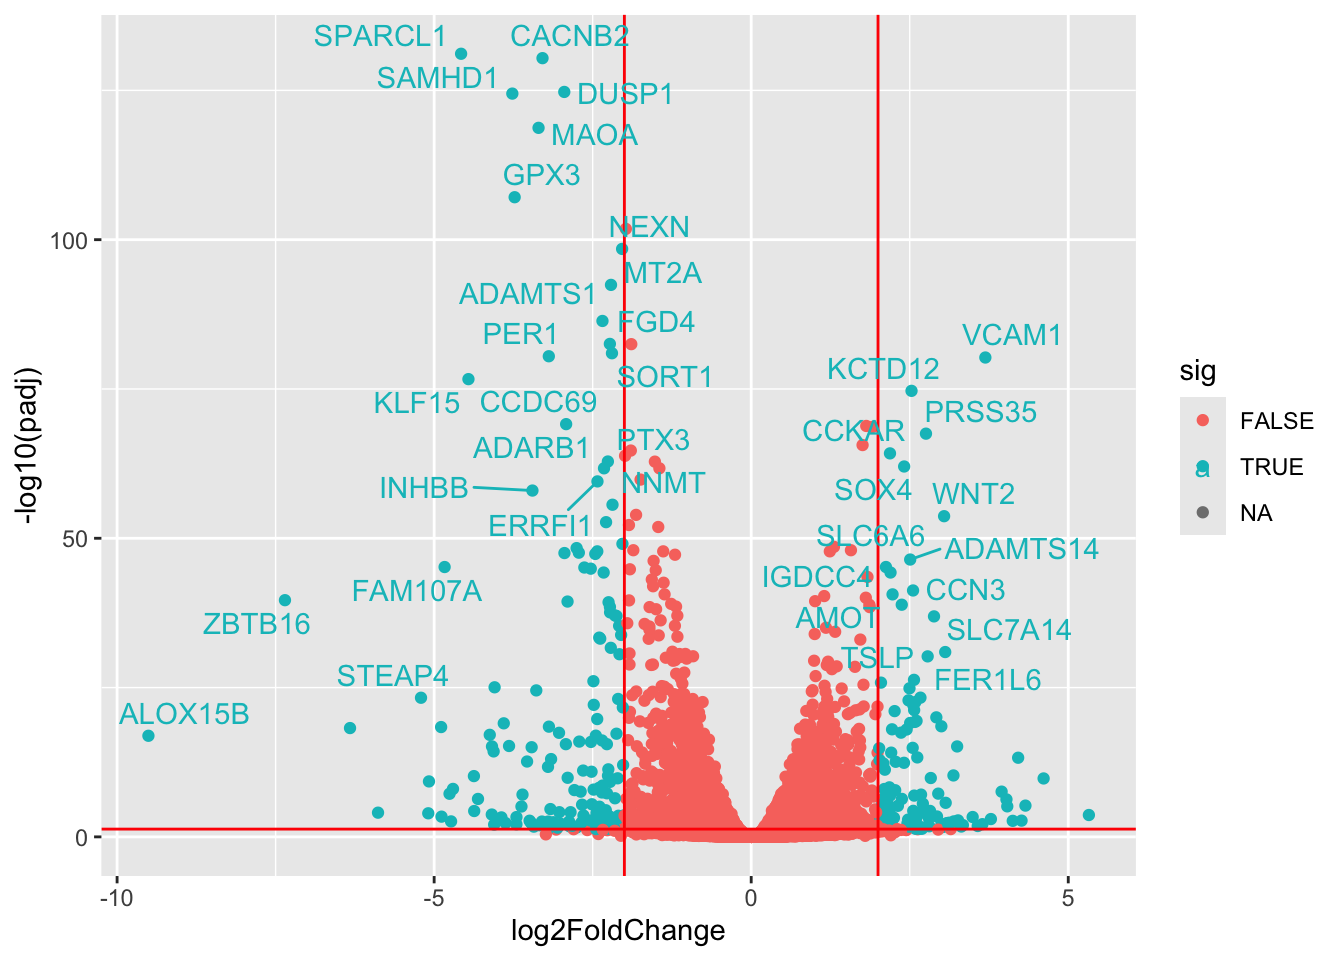 SPARCL1
CACNB2
SAMHD1
DUSP1
MAOA
GPX3
NEXN
MT2A
ADAMTS1
FGD4
PER1
VCAM1
SORT1
KCTD12
KLF15
CCDC69
PRSS35
CCKAR
PTX3
ADARB1
INHBB
NNMT
SOX4
WNT2
ERRFI1
SLC6A6
ADAMTS14
IGDCC4
FAM107A
CCN3
ZBTB16
AMOT
SLC7A14
TSLP
STEAP4
FER1L6
ALOX15B
100
50
0
-10
-5
0
5
log2FoldChange
-log10(padj)
sig
FALSE
a
TRUE
NA